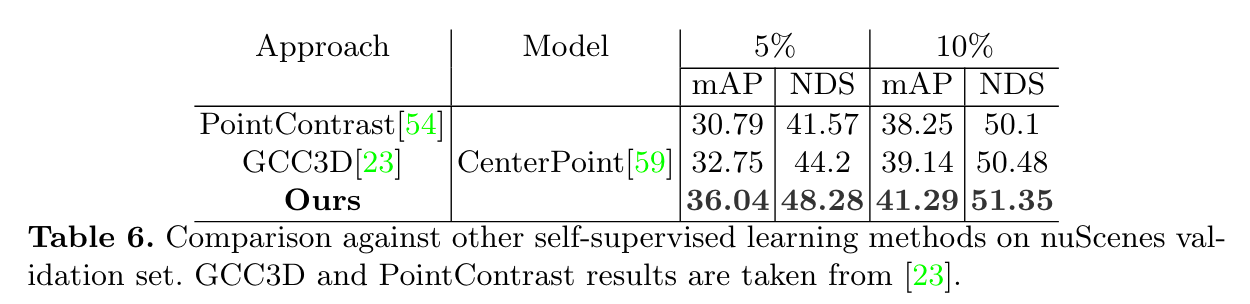 Approach Model 5% 10%
mAP NDS mAP NDS
PointContrast[54] 30.79 41.57 38.25 50.1
GCC3D[23] CenterPoint[59] 32.75 44.2 39.14 50.48
Ours 36.04 48.28 41.29 51.35
Table 6. Comparison against other self-supervised learning methods on nuScenes val-
idation set. GCC3D and PointContrast results are taken from [23].